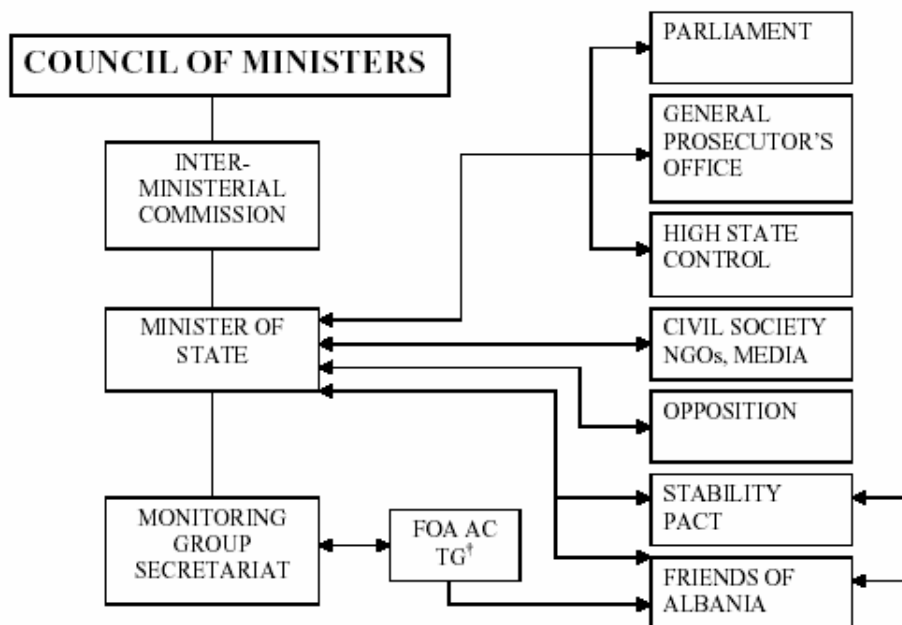 COUNCIL OF MINISTERS
INTER-
MINISTERIAL
COMMISSION
MINISTER OF
STATE
MONITORING
GROUP
SECRETARIAT
FOA AC
TG†
PARLIAMENT
GENERAL
PROSECUTOR'S
OFFICE
HIGH STATE
CONTROL
CIVIL SOCIETY
NGOs, MEDIA
OPPOSITION
STABILITY
PACT
FRIENDS OF
ALBANIA